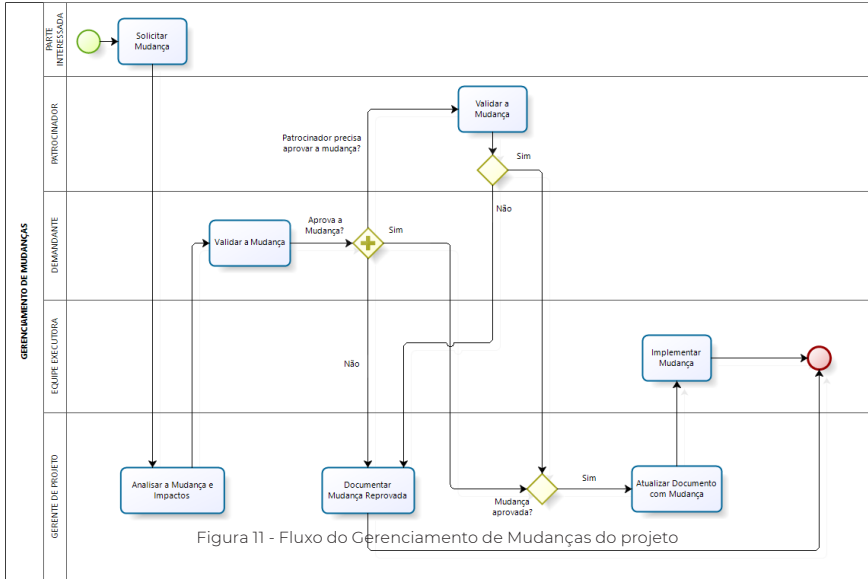 GERENCIAMENTO DE MUDANÇAS
PARTE
INTERESSADA
Solicitar
Mudança
PATROCINADOR
Validar a
Mudança
Patrocinador precisa
aprovar a mudança?
Sim
Não
DEMANDANTE
Validar a Mudança
Aprova a
Mudança?
Sim
EQUIPE EXECUTORA
Não
Implementar
Mudança
GERENTE DE PROJETO
Analisar a Mudança e
Impactos
Documentar
Mudança Reprovada
Mudança
aprovada?
Sim
Atualizar Documento
com Mudança
Figura 11 - Fluxo do Gerenciamento de Mudanças do projeto